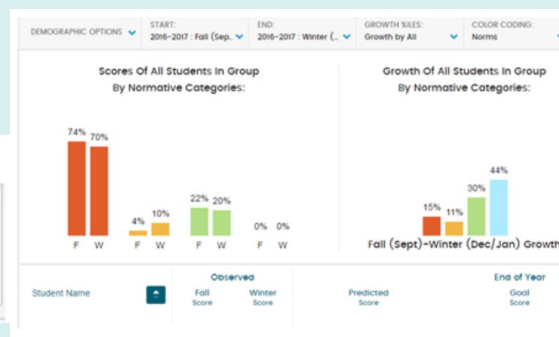 DEMOGRAPHIC OPTIONS
START:
2016-2017 : Fall (Sep.
END:
2016-2017 : Winter (...
GROWTH %ILES:
Growth by All
COLOR CODING:
Norms
Scores Of All Students In Group
By Normative Categories:
74% 70%
4% 10%
22% 20%
0% 0%
F W F W F W F W
Growth Of All Students In Group
By Normative Categories:
15% 11% 30% 44%
Fall (Sept)-Winter (Dec/Jan) Growth
Student Name
Observed
Fall
Score
Winter
Score
Predicted
Score
End of Year
Goal
Score